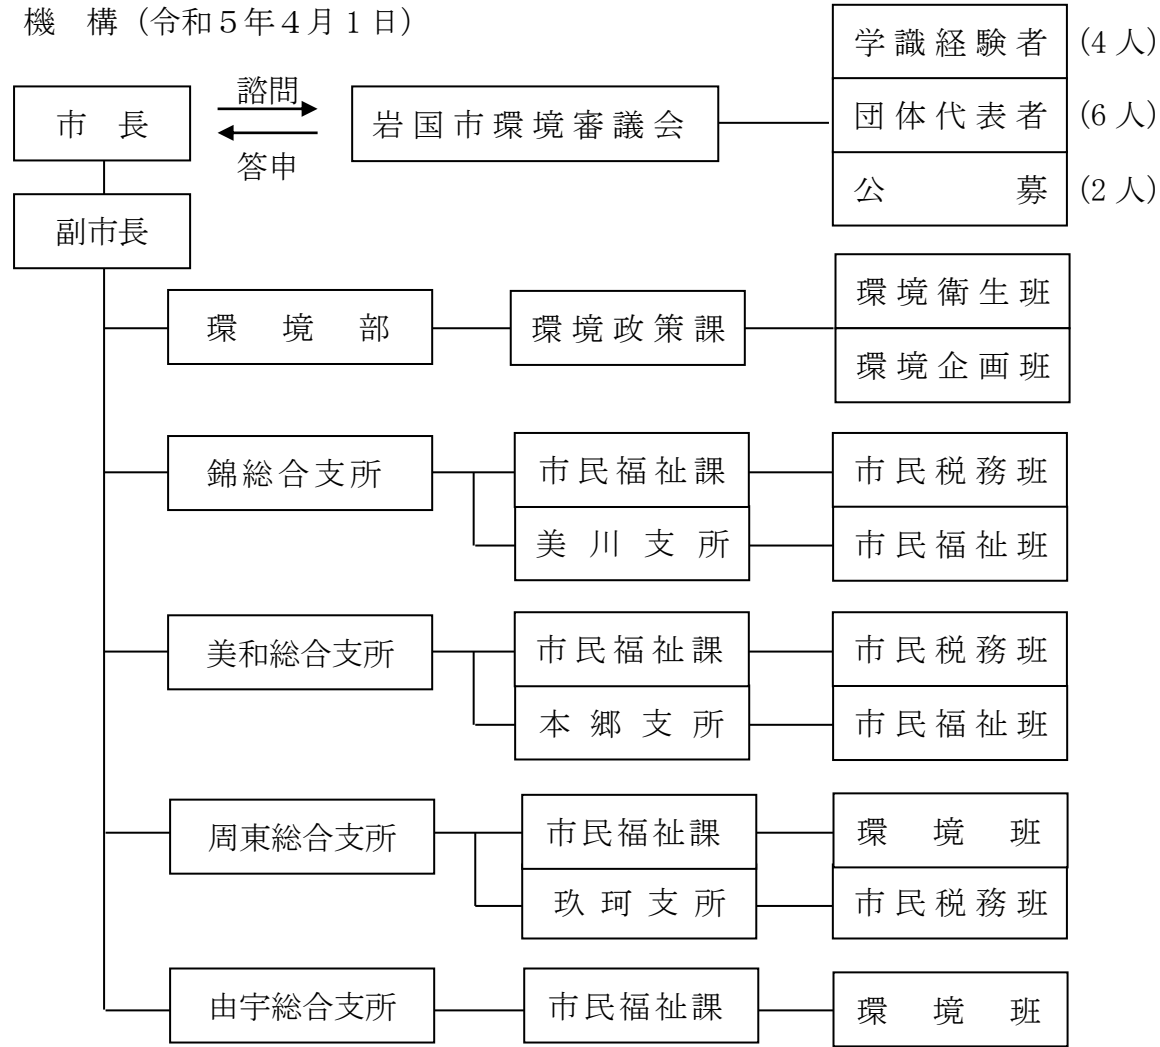 機　構（令和５年４月１日）
学識経験者 (4人)
諮問
市　長
岩国市環境審議会
団体代表者 (6人)
答申
公　　募 (2人)
副市長
環境衛生班
環　境　部
環境政策課
環境企画班
錦総合支所
市民福祉課
市民税務班
美川支所
市民福祉班
美和総合支所
市民福祉課
市民税務班
本郷支所
市民福祉班
周東総合支所
市民福祉課
環　境　班
玖珂支所
市民税務班
由宇総合支所
市民福祉課
環　境　班